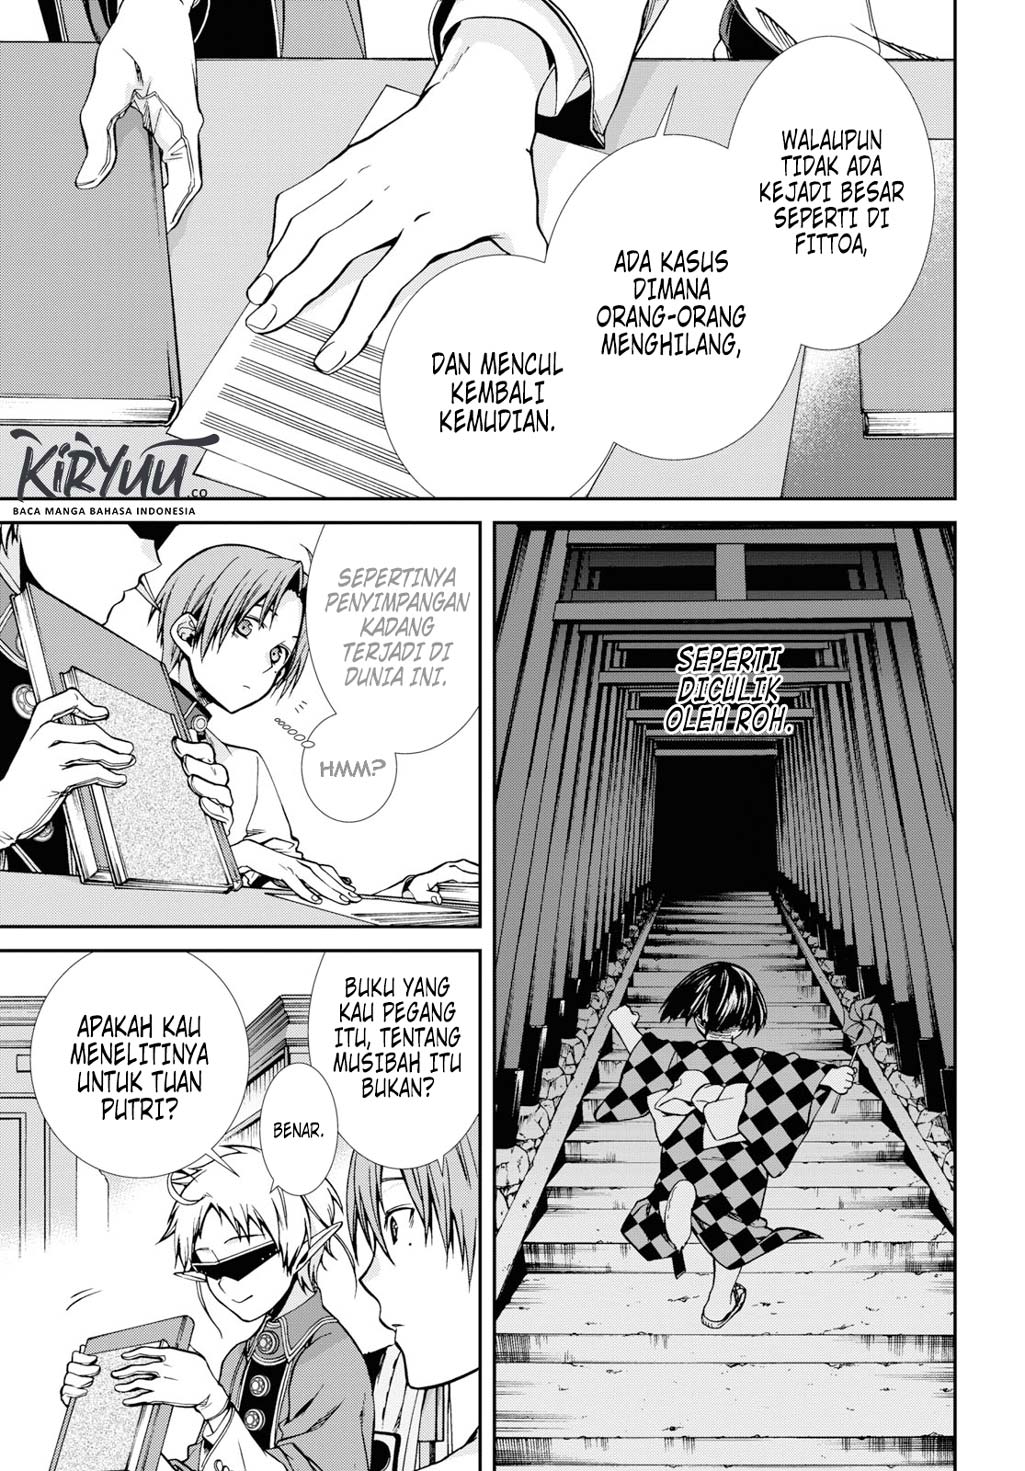 WALAUPUN
TIDAK ADA
KEJADI BESAR
SEPERTI DI
FITTOA,
ADA KASUS
DIMANA
ORANG-ORANG
MENGHILANG,
DAN MENCUL
KEMBALI
KEMUDIAN.
KIRYUU.CO
BACA MANGA BAHASA INDONESIA
SEPERTI
DICULIK
OLEH ROH.
SEPERTINYA
PENYIMPANGAN
KADANG
TERJADI DI
DUNIA INI.
HMM?
BUKU YANG
KAU PEGANG
ITU, TENTANG
MUSIBAH ITU
BUKAN?
BENAR.
APAKAH KAU
MENELITINYA
UNTUK TUAN
PUTRI?